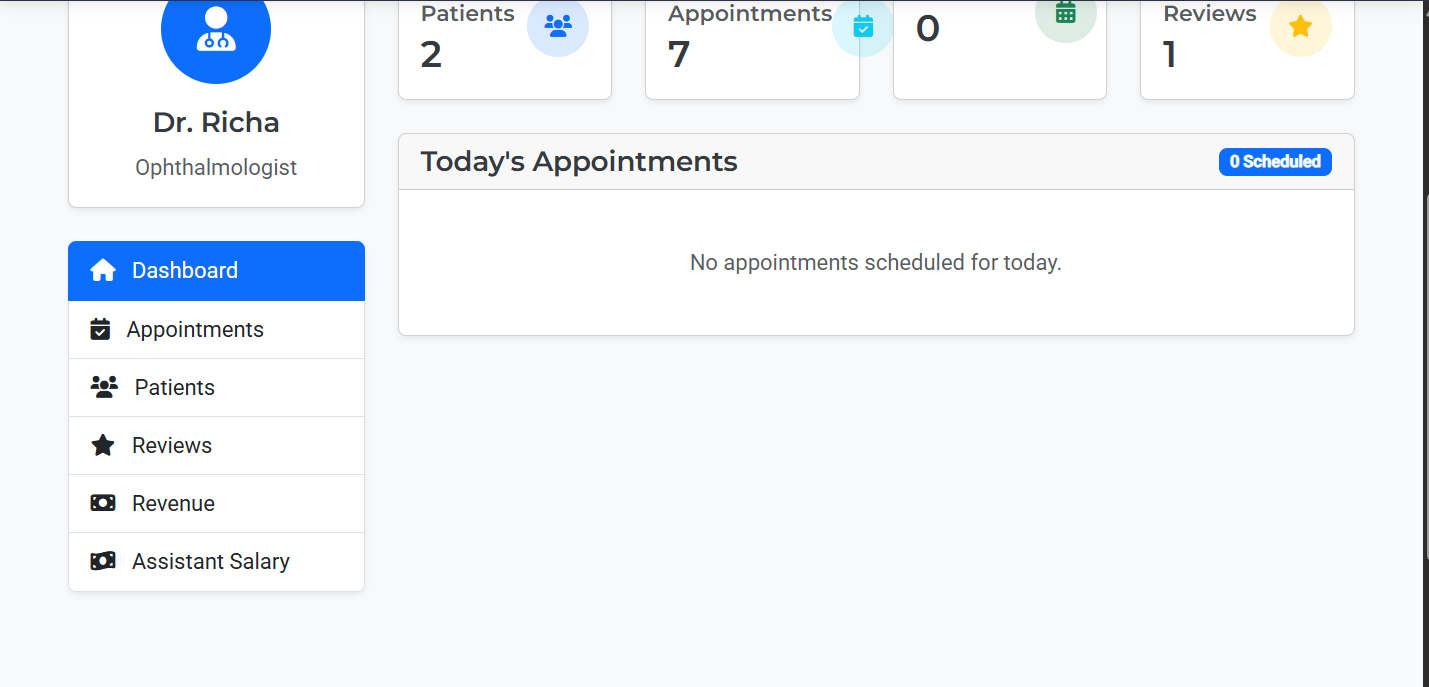 Patients
2
Appointments
7
0
Reviews
1
Dr. Richa
Ophthalmologist
Today's Appointments
0 Scheduled
No appointments scheduled for today.
Dashboard
Appointments
Patients
Reviews
Revenue
Assistant Salary